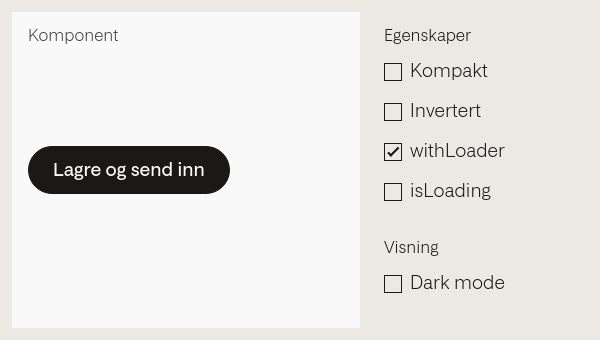 Komponent
Lagre og send inn
Egenskaper
Kompakt
Invertert
withLoader
isLoading
Visning
Dark mode